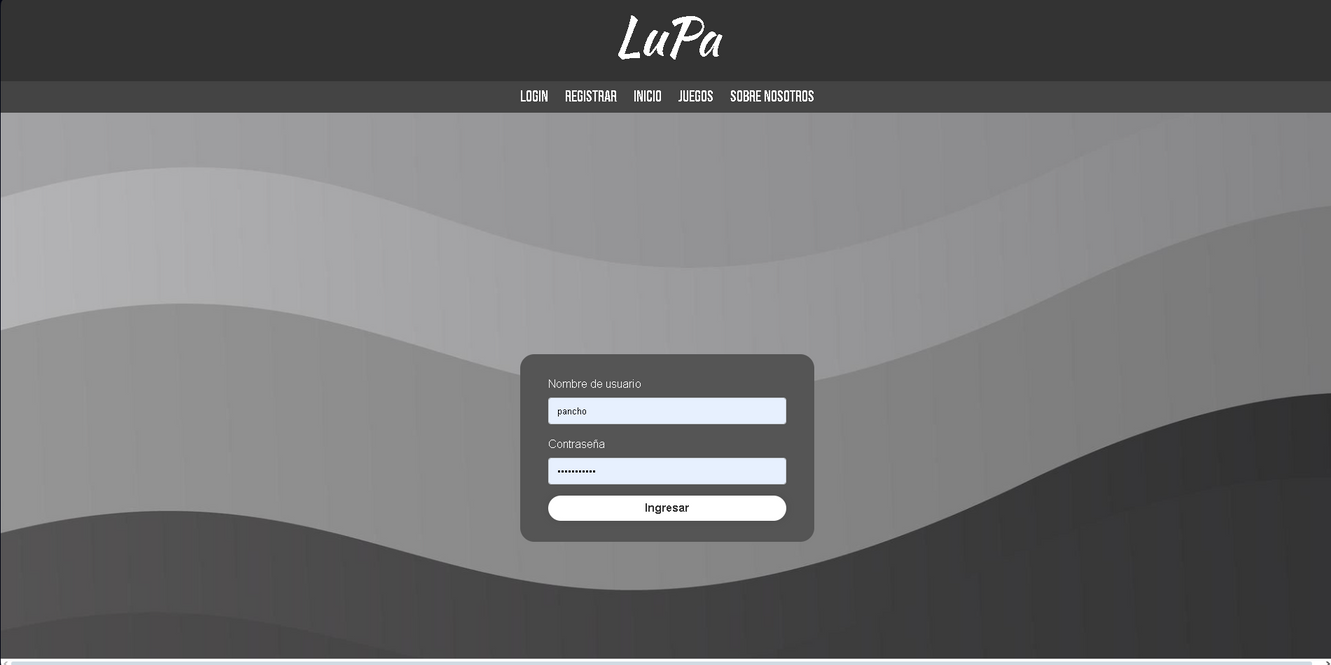 LuPa
LOGIN REGISTRAR INICIO JUEGOS SOBRE NOSOTROS
Nombre de usuario
pancho
Contraseña
•••••••••••
Ingresar